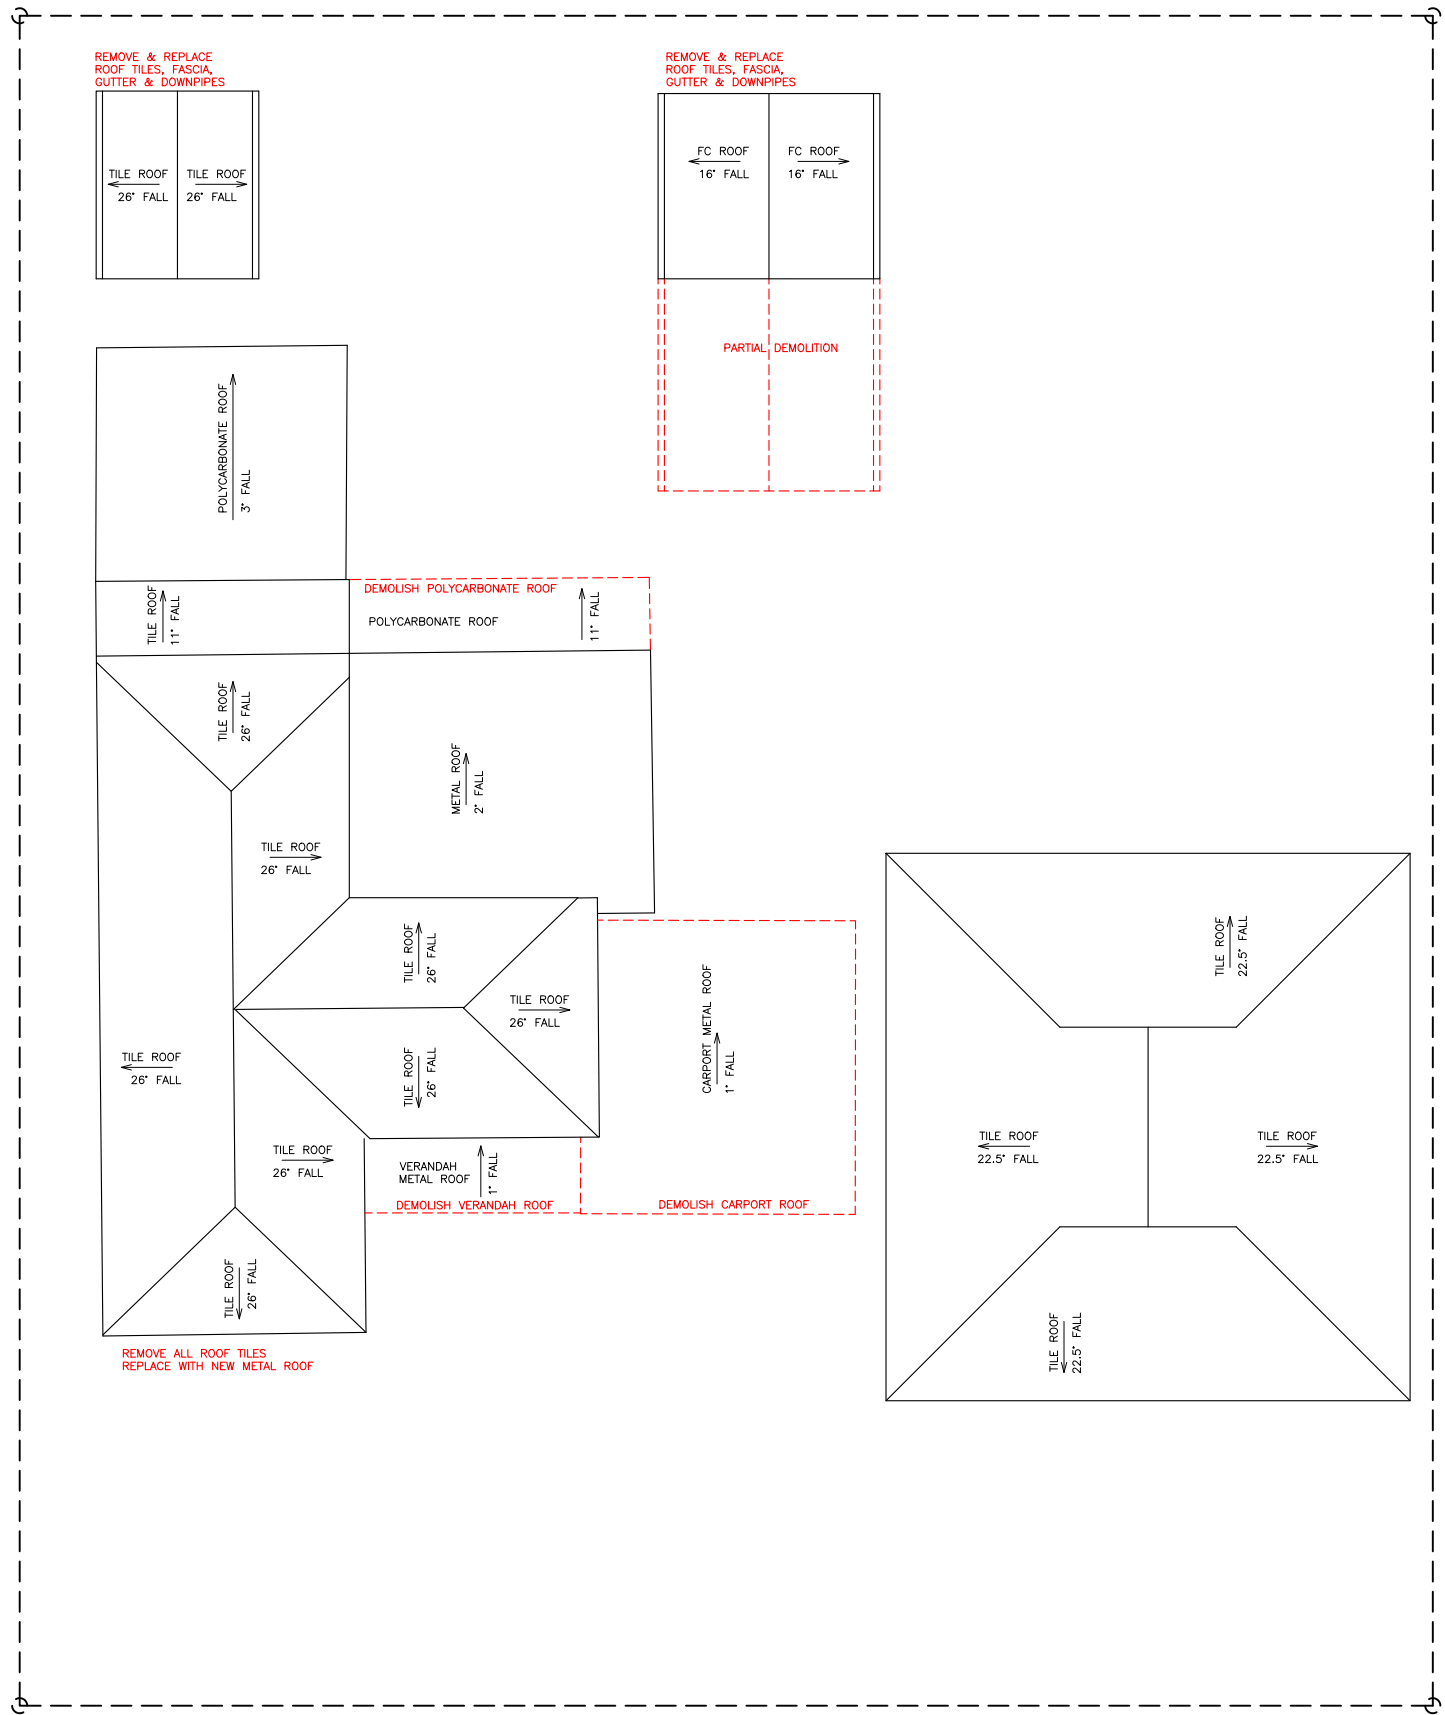 REMOVE & REPLACE
ROOF TILES, FASCIA,
GUTTER & DOWNPIPES
REMOVE & REPLACE
ROOF TILES, FASCIA,
GUTTER & DOWNPIPES
TILE ROOF
26° FALL
TILE ROOF
26° FALL
FC ROOF
16° FALL
FC ROOF
16° FALL
PARTIAL DEMOLITION
POLYCARBONATE ROOF
3° FALL
TILE ROOF
11° FALL
DEMOLISH POLYCARBONATE ROOF
POLYCARBONATE ROOF
11° FALL
TILE ROOF
26° FALL
METAL ROOF
2° FALL
TILE ROOF
26° FALL
TILE ROOF
26° FALL
TILE ROOF
26° FALL
CARPORT METAL ROOF
1° FALL
TILE ROOF
22.5° FALL
TILE ROOF
26° FALL
TILE ROOF
26° FALL
TILE ROOF
26° FALL
VERANDAH
METAL ROOF
1° FALL
DEMOLISH VERANDAH ROOF
DEMOLISH CARPORT ROOF
TILE ROOF
22.5° FALL
TILE ROOF
22.5° FALL
TILE ROOF
26° FALL
TILE ROOF
22.5° FALL
REMOVE ALL ROOF TILES
REPLACE WITH NEW METAL ROOF